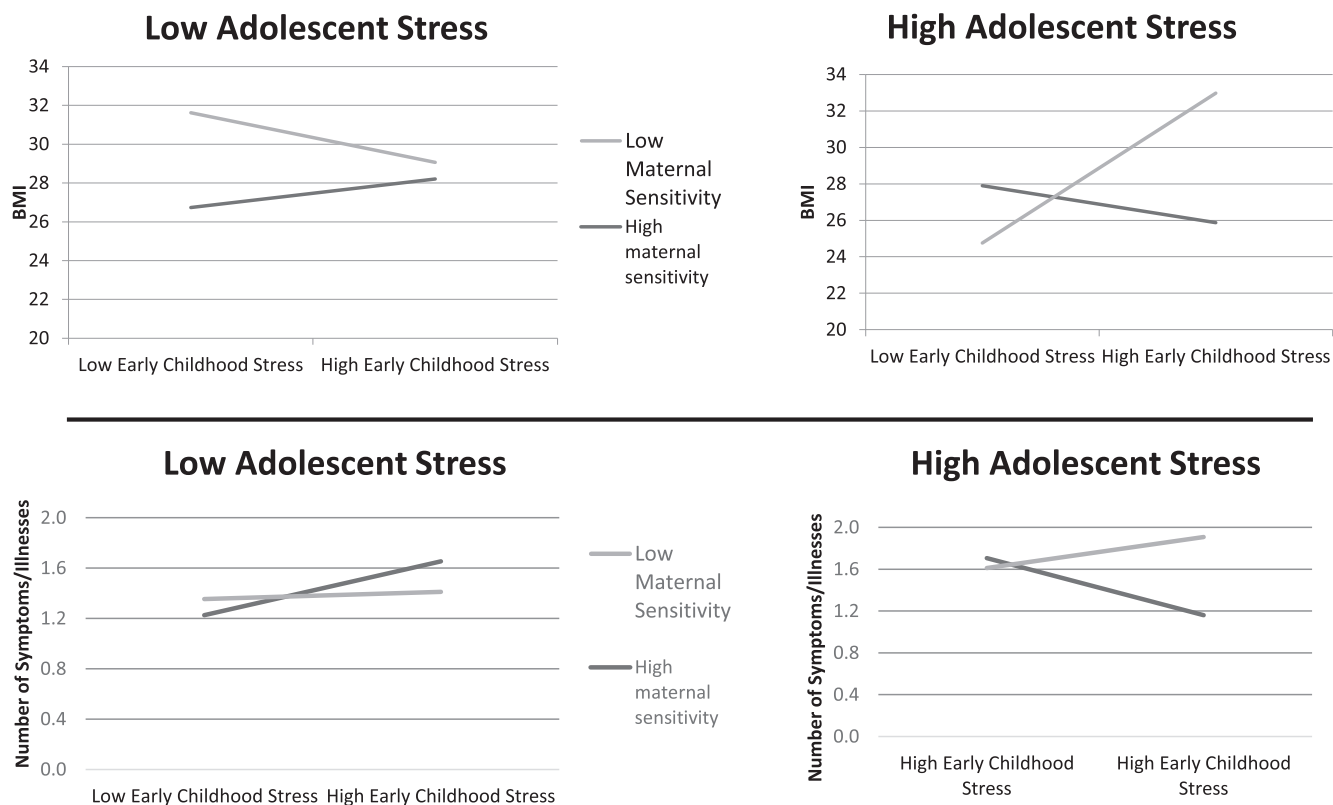 Low Adolescent Stress
34
32
30
28
26
24
22
20
BMI
Low Early Childhood Stress
High Early Childhood Stress
Low
Maternal
Sensitivity
High
maternal
sensitivity
High Adolescent Stress
34
32
30
28
26
24
22
20
BMI
Low Early Childhood Stress
High Early Childhood Stress
Low Adolescent Stress
2.0
1.6
1.2
0.8
0.4
0.0
Number of Symptoms/Illnesses
Low Early Childhood Stress
High Early Childhood Stress
Low
Maternal
Sensitivity
High
maternal
sensitivity
High Adolescent Stress
2.0
1.6
1.2
0.8
0.4
0.0
Number of Symptoms/Illnesses
High Early Childhood
Stress
High Early Childhood
Stress